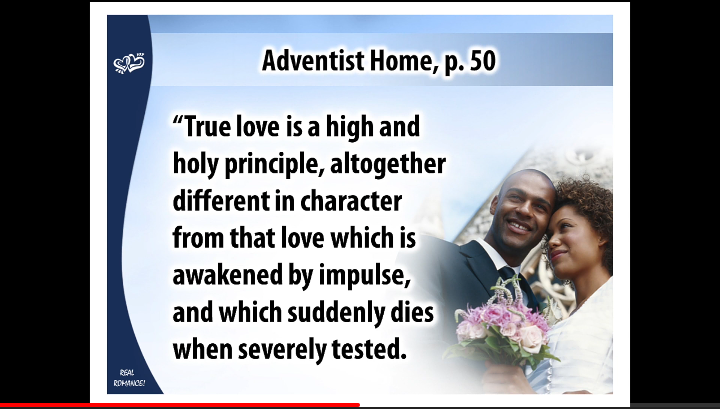 Adventist Home, p. 50
“True love is a high and
holy principle, altogether
different in character
from that love which is
awakened by impulse,
and which suddenly dies
when severely tested.
REAL
ROMANCE!